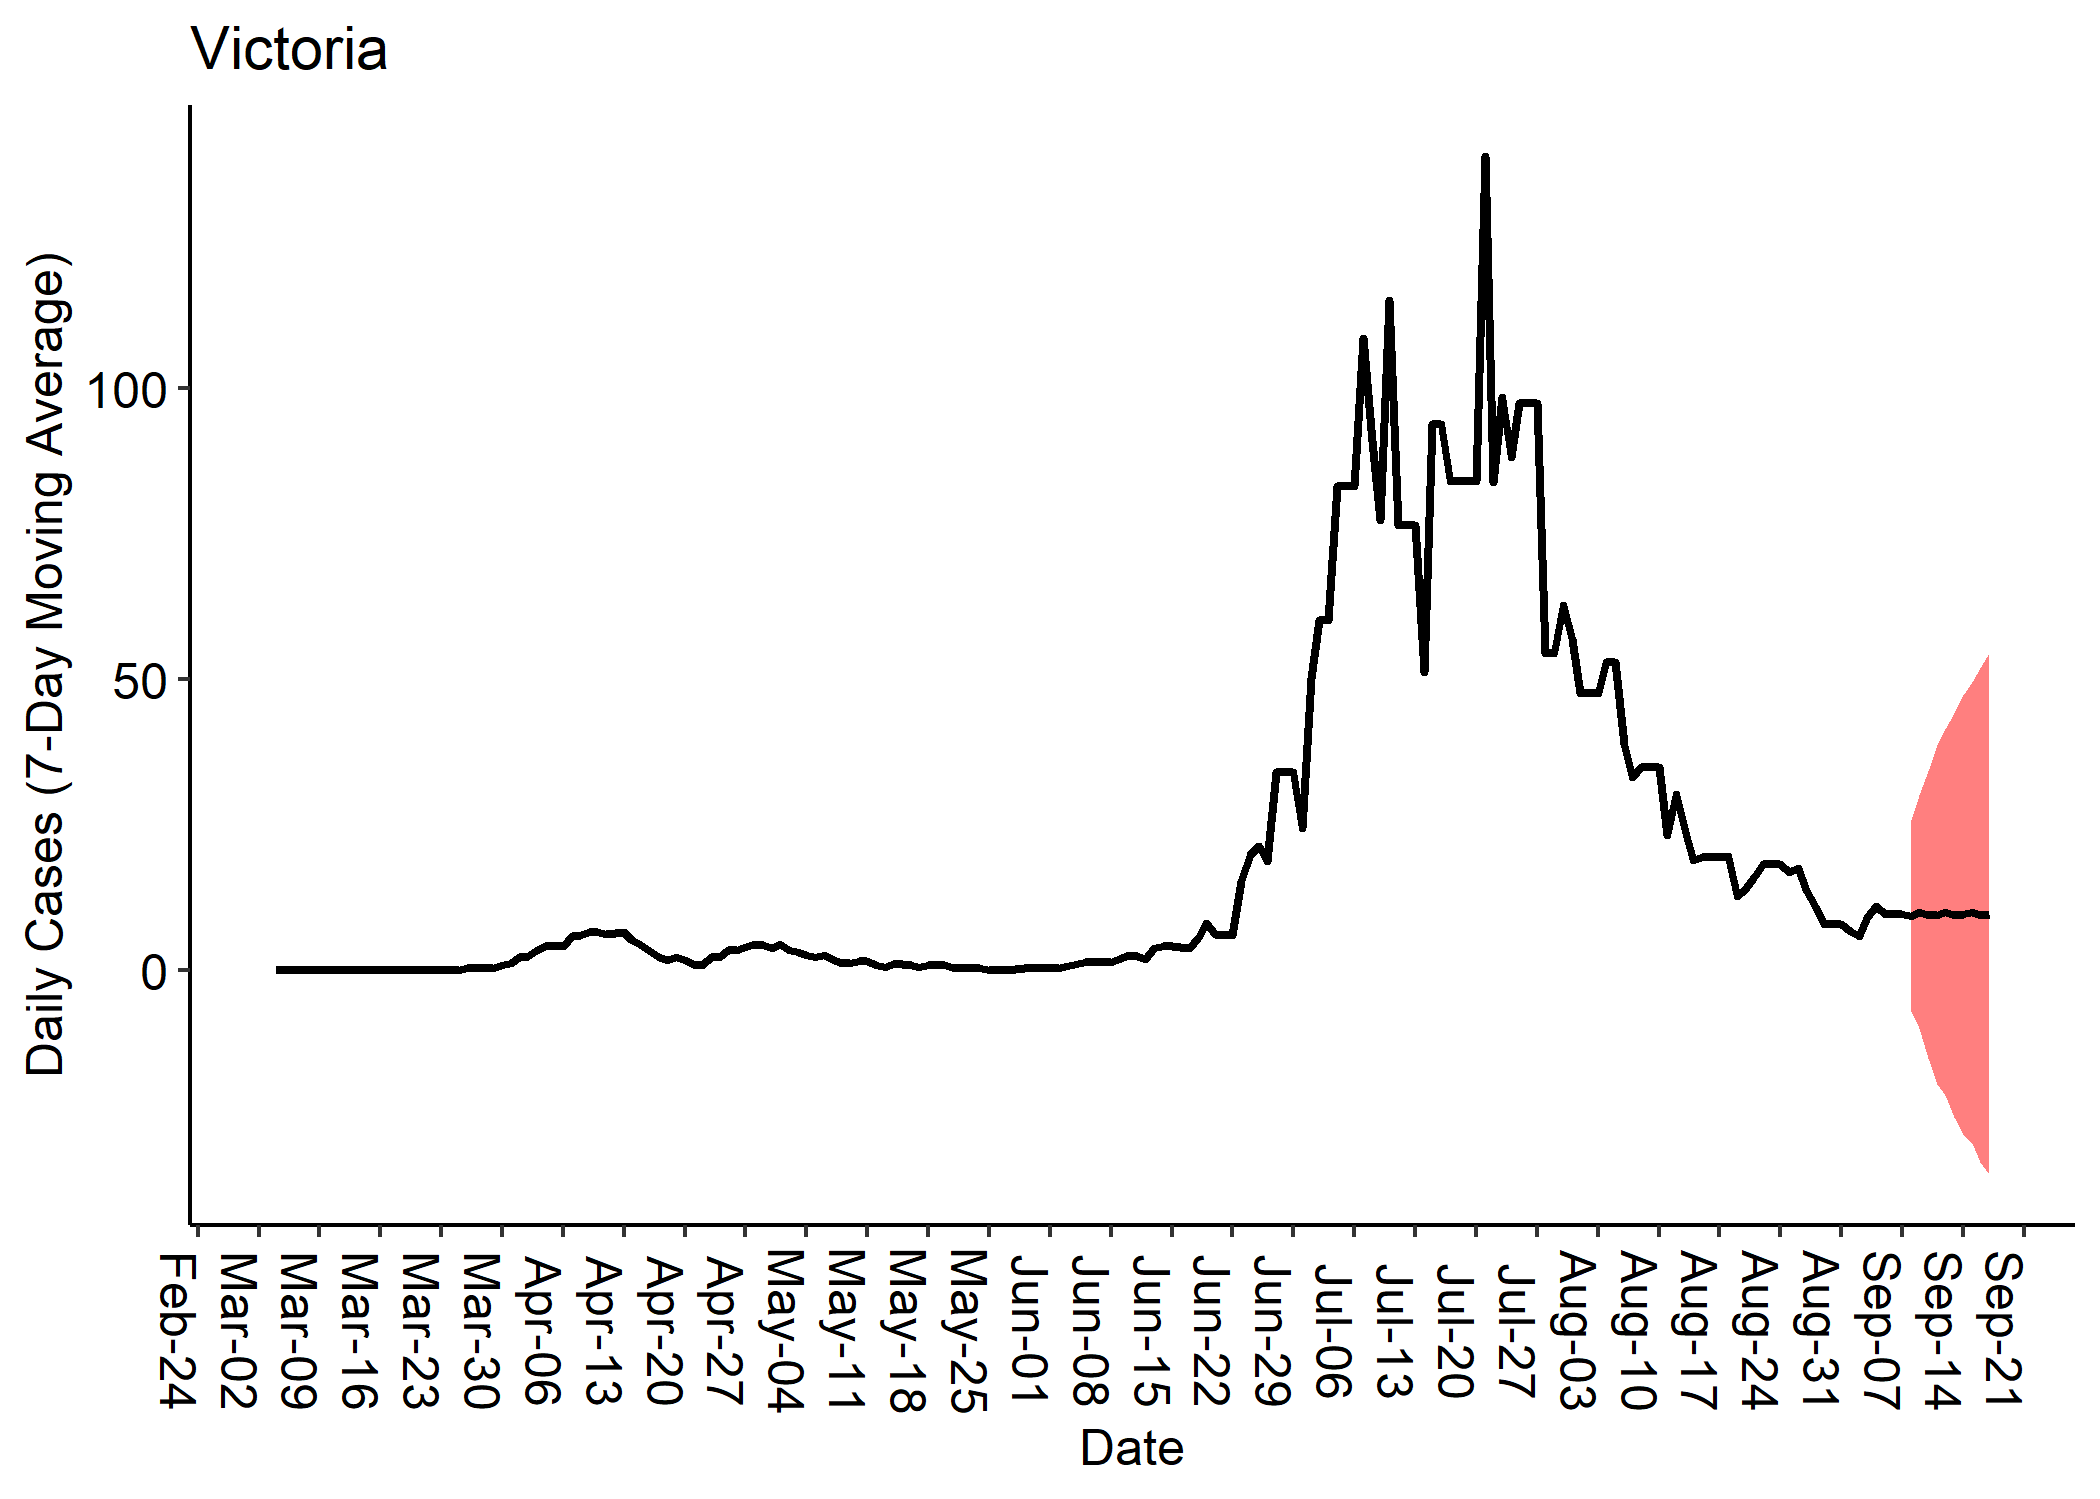 Victoria
Daily Cases (7-Day Moving Average)
100
50
0
Feb-24
Mar-02
Mar-09
Mar-16
Mar-23
Mar-30
Apr-06
Apr-13
Apr-20
Apr-27
May-04
May-11
May-18
May-25
Jun-01
Jun-08
Jun-15
Jun-22
Jun-29
Jul-06
Jul-13
Jul-20
Jul-27
Aug-03
Aug-10
Aug-17
Aug-24
Aug-31
Sep-07
Sep-14
Sep-21
Date